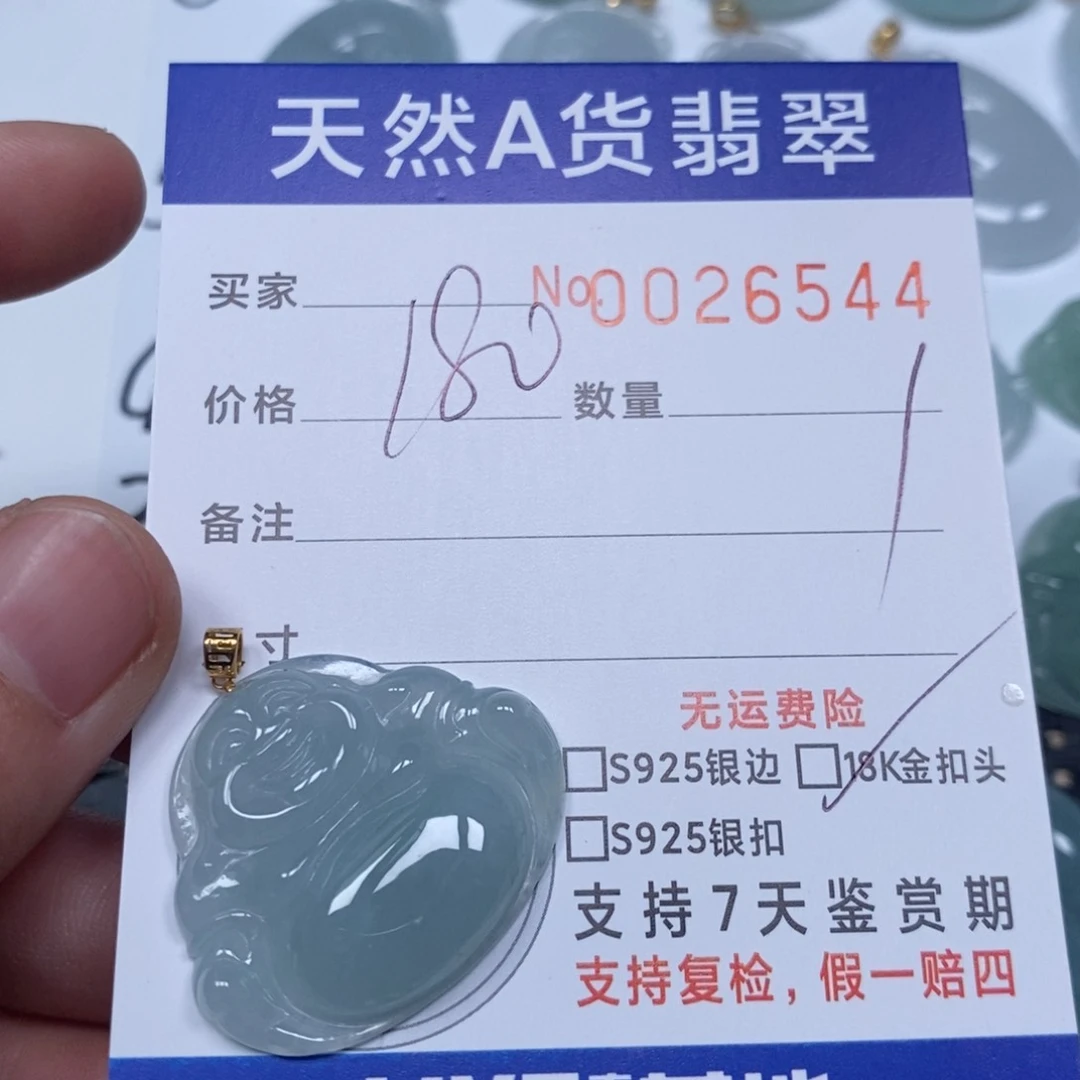 天然A货翡翠
买家 No.0026544
价格 180 数量 1
备注
寸
无运费险
S925银边 18K金扣头
S925银扣
支持7天鉴赏期
支持复检，假一赔四